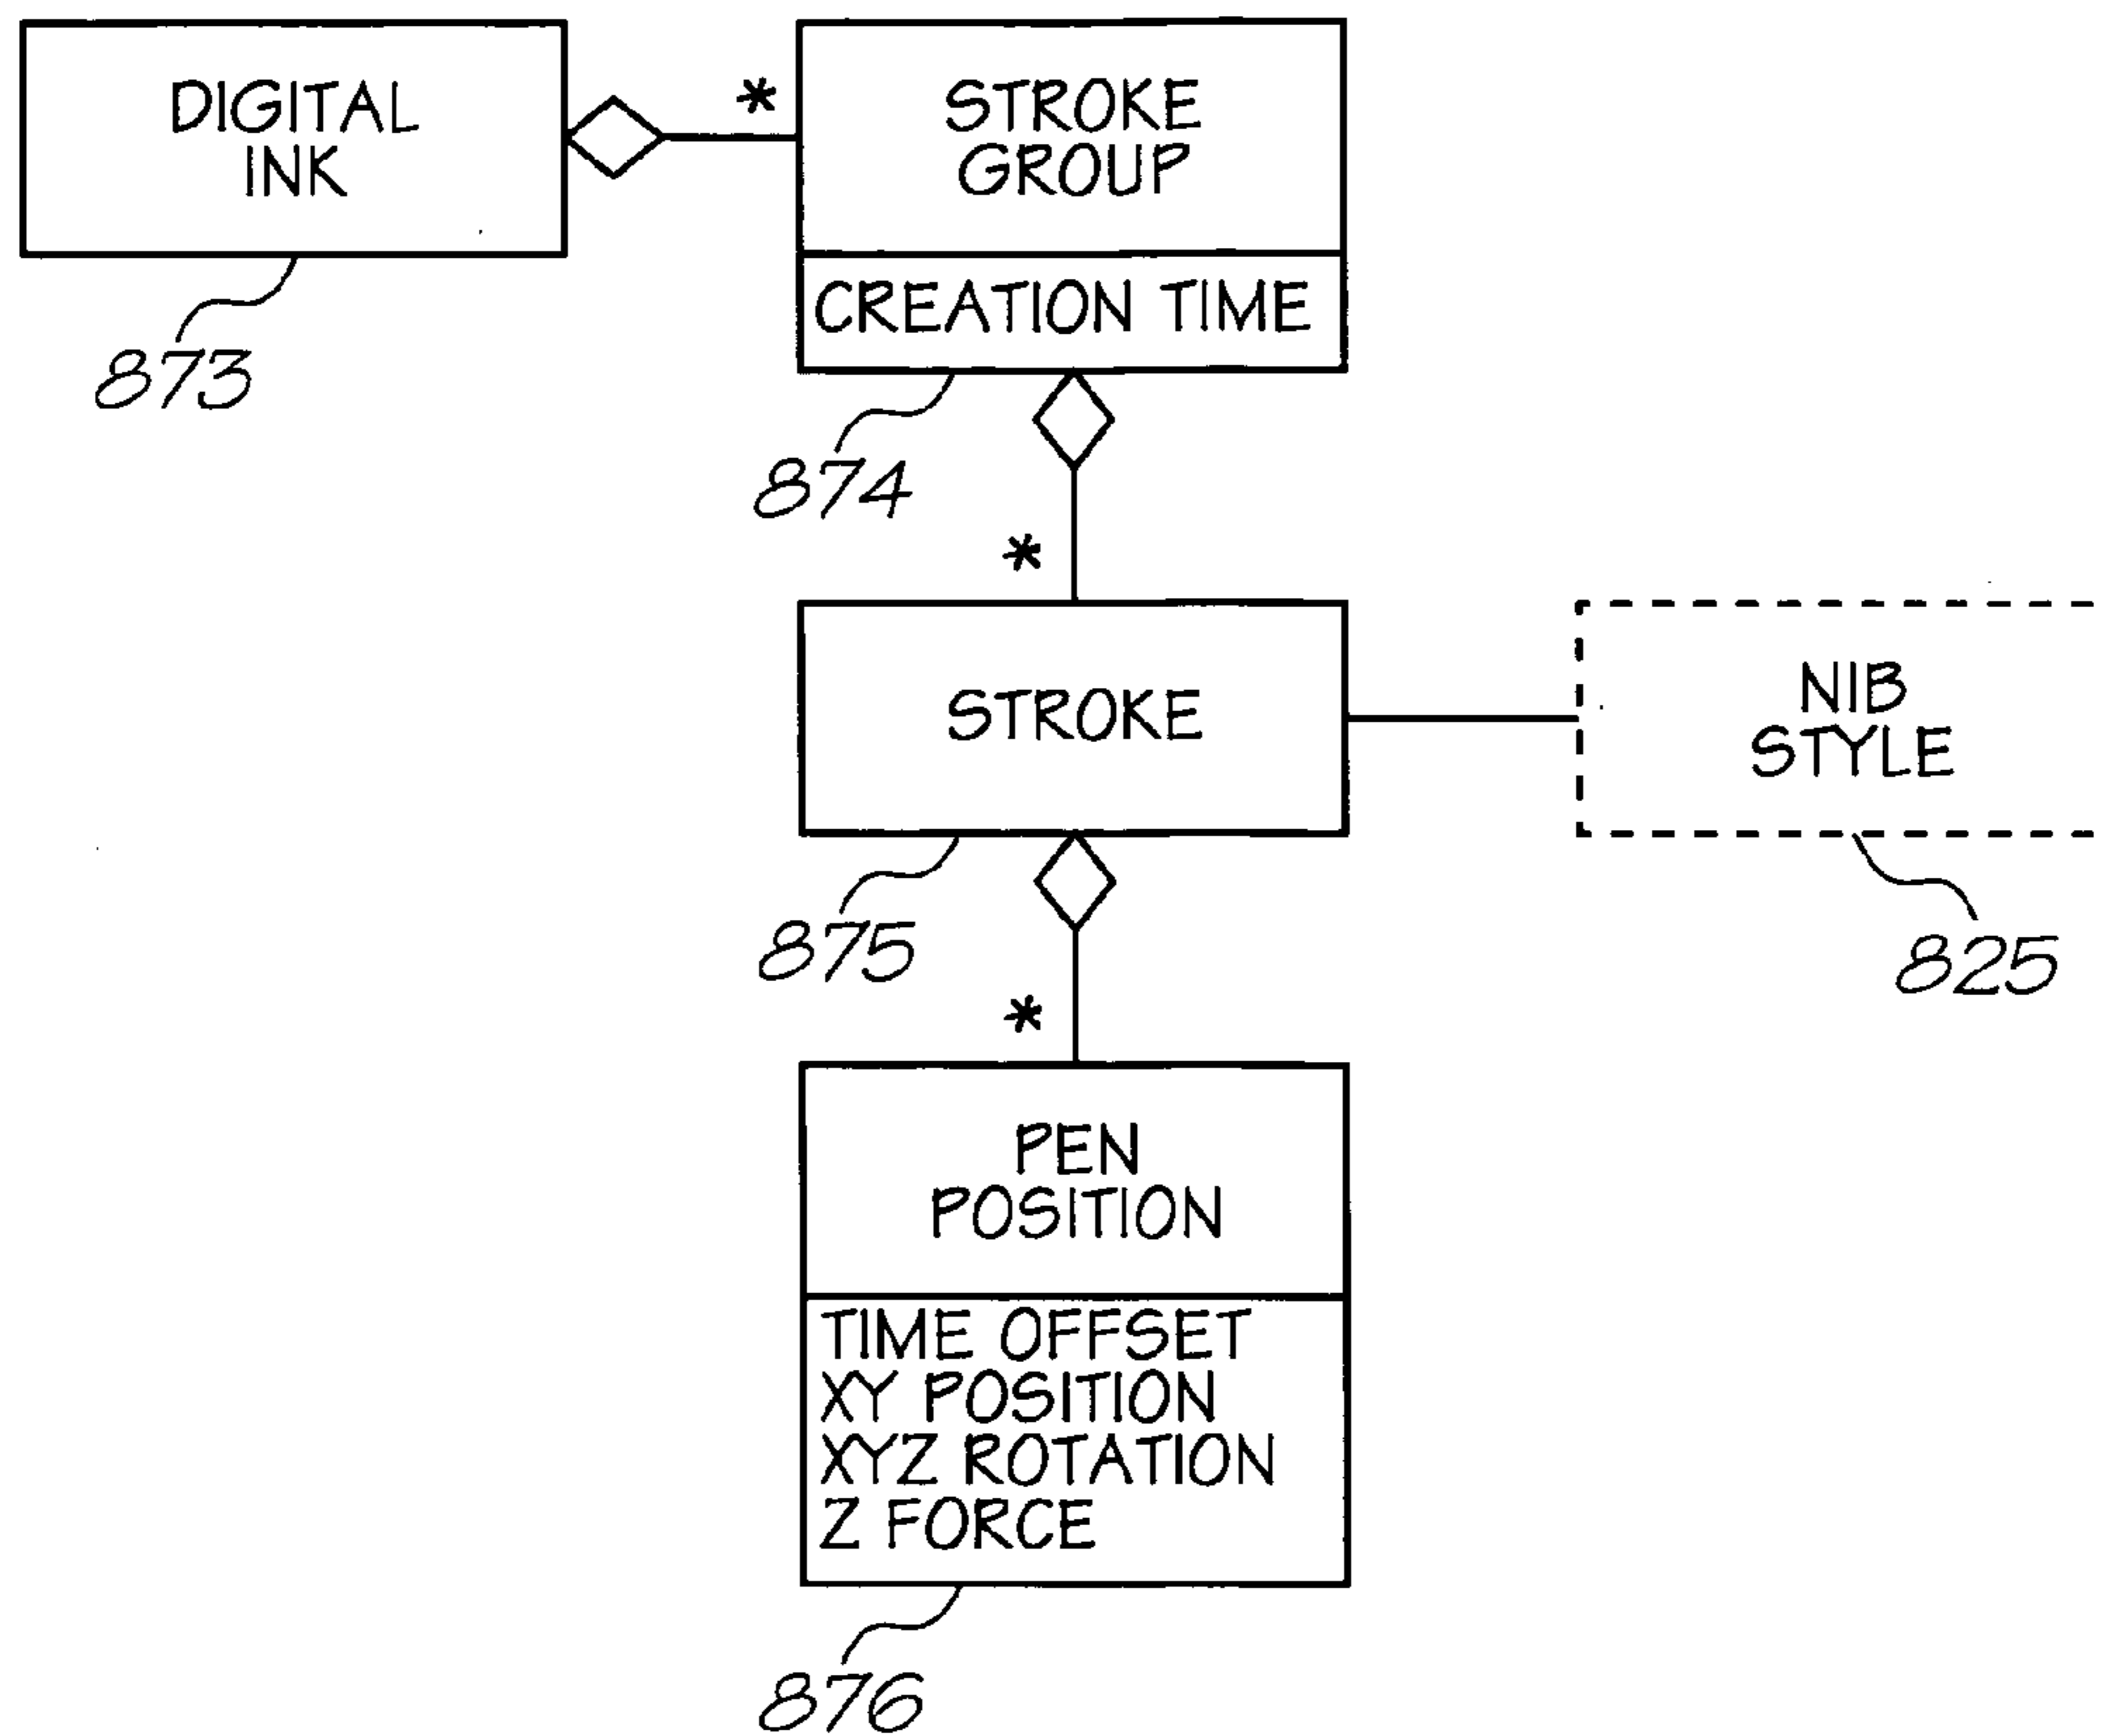 DIGITAL
INK
*
STROKE
GROUP
CREATION TIME
873
874
*
STROKE
NIB
STYLE
875
825
*
PEN
POSITION
TIME OFFSET
XY POSITION
XYZ ROTATION
Z FORCE
876